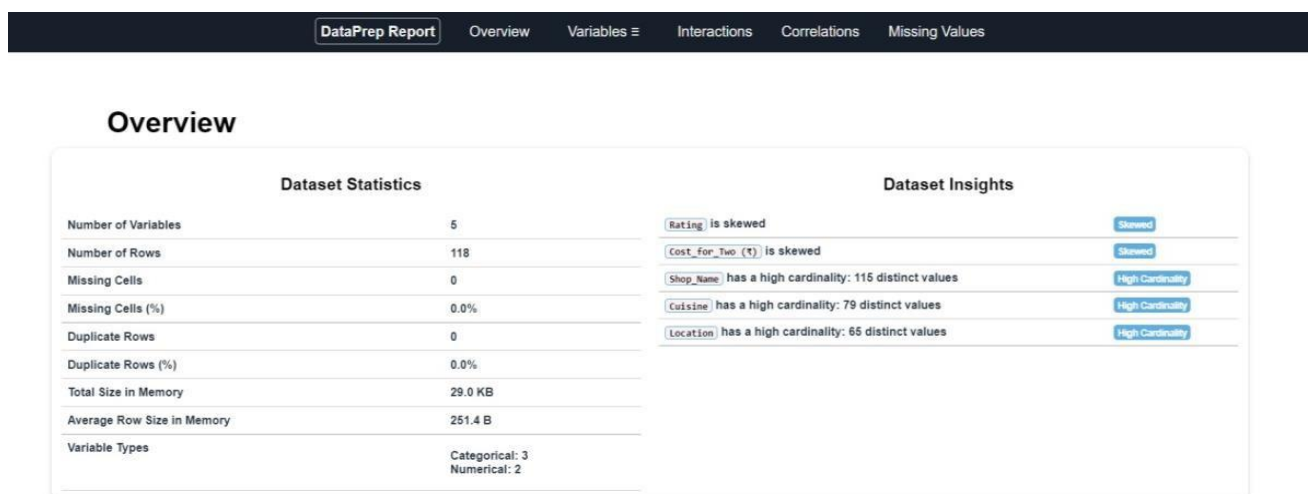 DataPrep Report Overview Variables ≡ Interactions Correlations Missing Values
Overview
Dataset Statistics
Number of Variables 5
Number of Rows 118
Missing Cells 0
Missing Cells (%) 0.0%
Duplicate Rows 0
Duplicate Rows (%) 0.0%
Total Size in Memory 29.0 KB
Average Row Size in Memory 251.4 B
Variable Types Categorical: 3
Numerical: 2
Dataset Insights
Rating is skewed Skewed
Cost_for_Two (₹) is skewed Skewed
Shop_Name has a high cardinality: 115 distinct values High Cardinality
Cuisine has a high cardinality: 79 distinct values High Cardinality
Location has a high cardinality: 65 distinct values High Cardinality